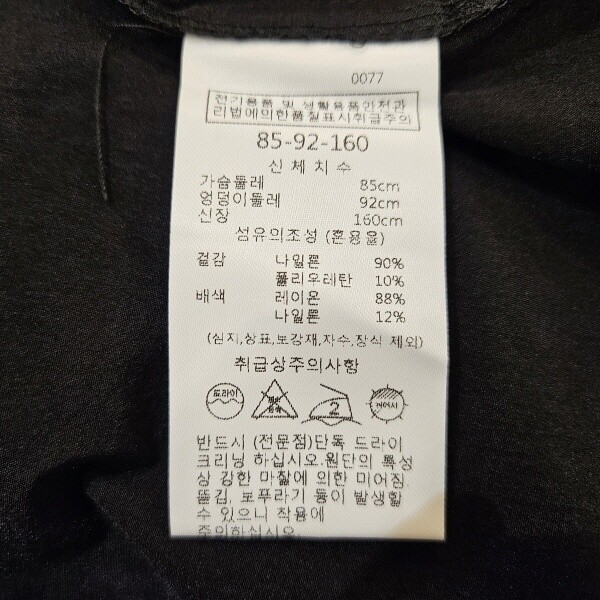 0077
전기용품 및 생활용품안전관
리법에의한품질표시취급주의
85-92-160
신체치수
가슴둘레 85cm
엉덩이둘레 92cm
신장 160cm
섬유의조성 (혼용율)
겉감 나일론 90%
폴리우레탄 10%
배색 레이온 88%
나일론 12%
(심지,상표,보강재,자수,장식 제외)
취급상주의사항
드라이 2
반드시 (전문점)단독 드라이
크리닝 하십시오.원단의 특성
상 강한 마찰에 의한 미어짐.
뜯김. 보푸라기 등이 발생할
수 있으니 착용에
주의하십시오.